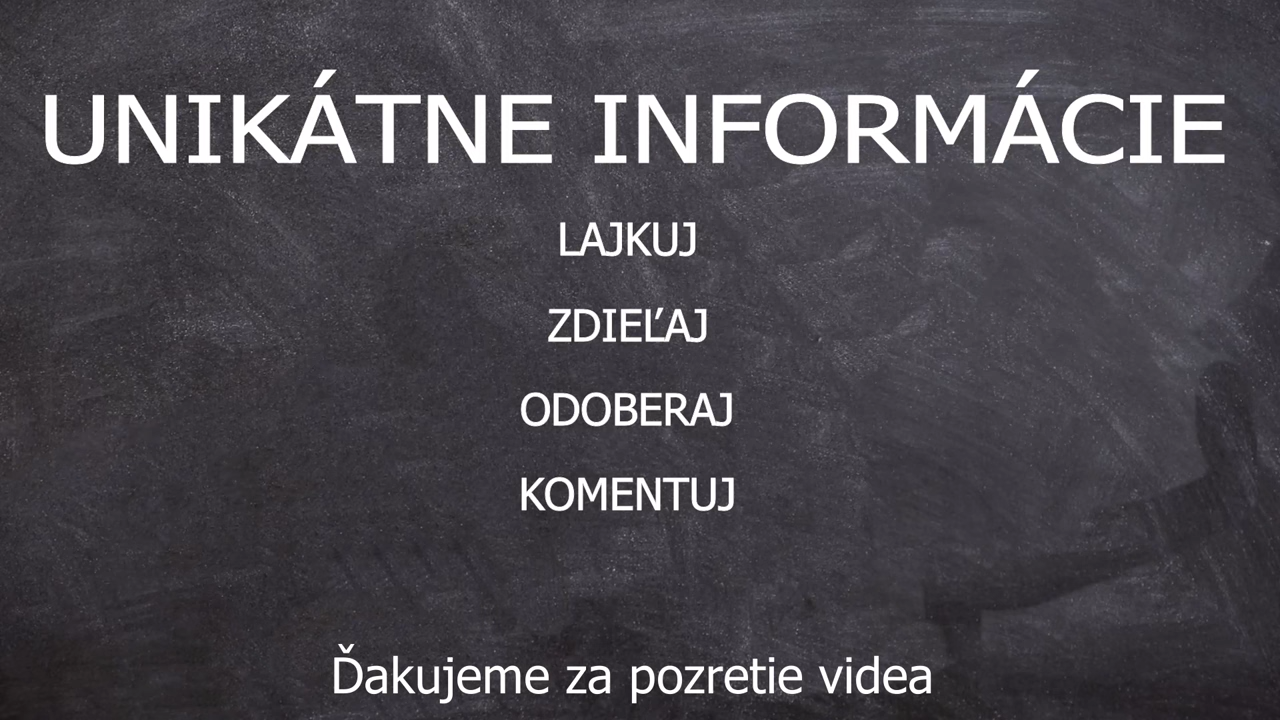 UNIKÁTNE INFORMÁCIE
LAJKUJ
ZDIEĽAJ
ODOBERAJ
KOMENTUJ
Ďakujeme za pozretie videa